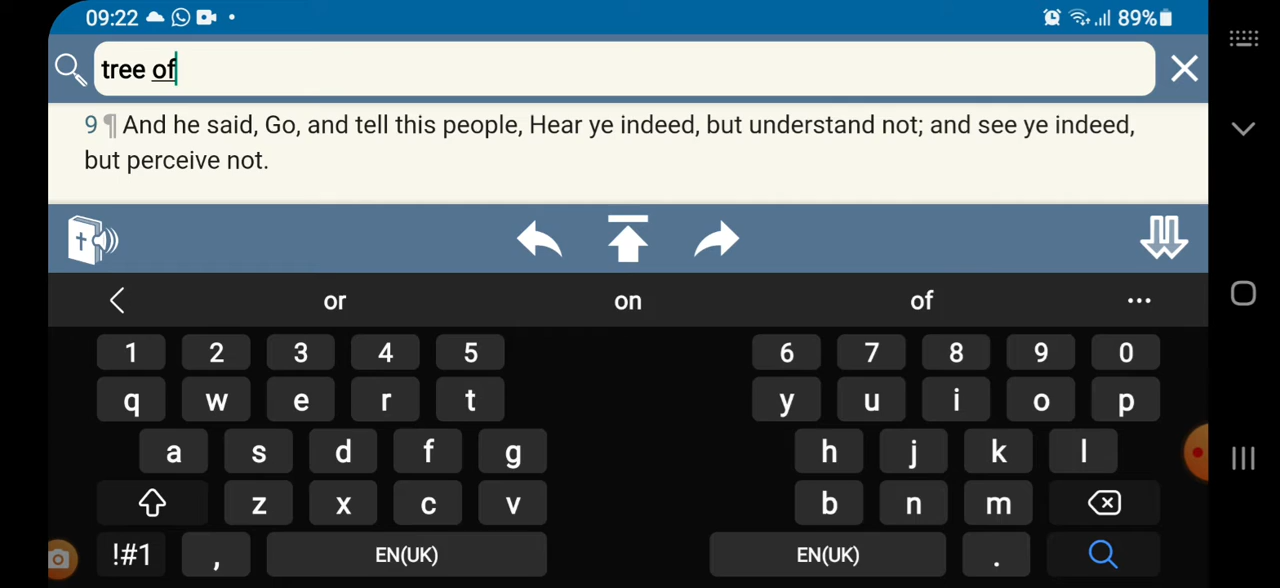 09:22 89%
tree of
9 ¶ And he said, Go, and tell this people, Hear ye indeed, but understand not; and see ye indeed,
but perceive not.
or on of ...
1 2 3 4 5 6 7 8 9 0
q w e r t y u i o p
a s d f g h j k l
z x c v b n m
!#1 , EN(UK) EN(UK) .